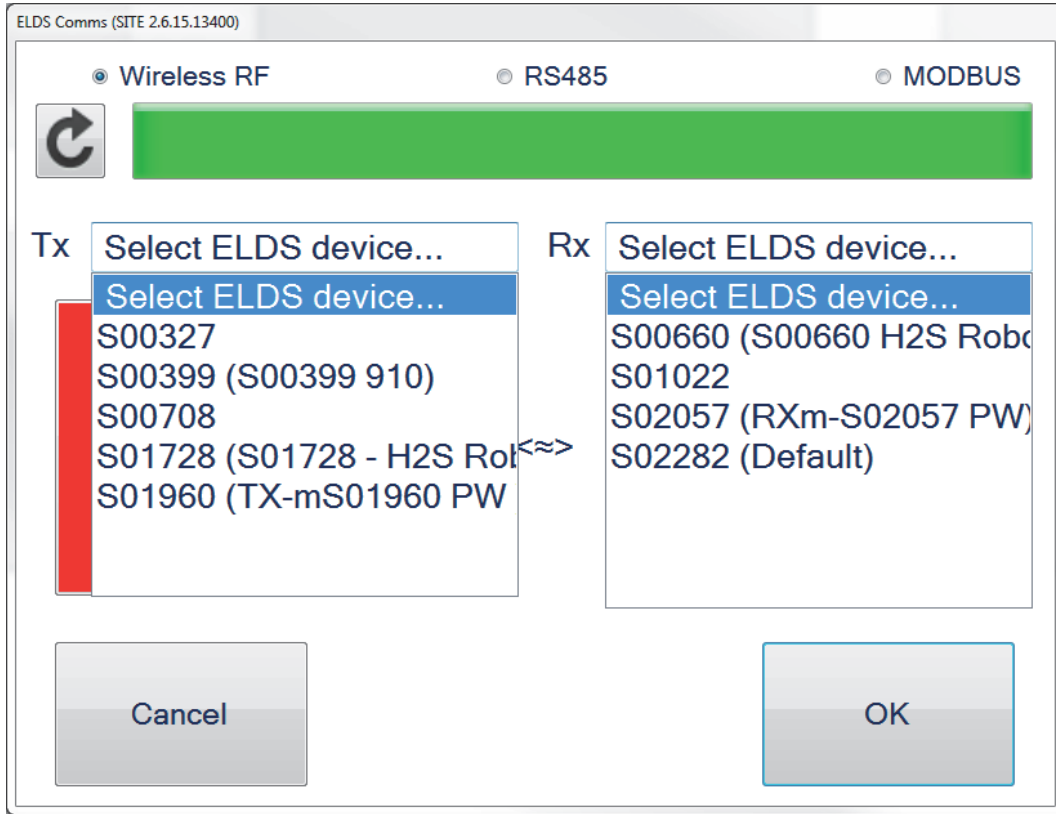 ELDS Comms (SITE 2.6.15.13400)
Wireless RF RS485 MODBUS
Tx Select ELDS device... Rx Select ELDS device...
Select ELDS device... Select ELDS device...
S00327 S00660 (S00660 H2S
S00399 (S00399 910) S01022
S00708 S02057 (RXm-S02057 PW)
S01728 (S01728 - H2S <≈> S02282 (Default)
S01960 (TX-mS01960 PW
Cancel OK